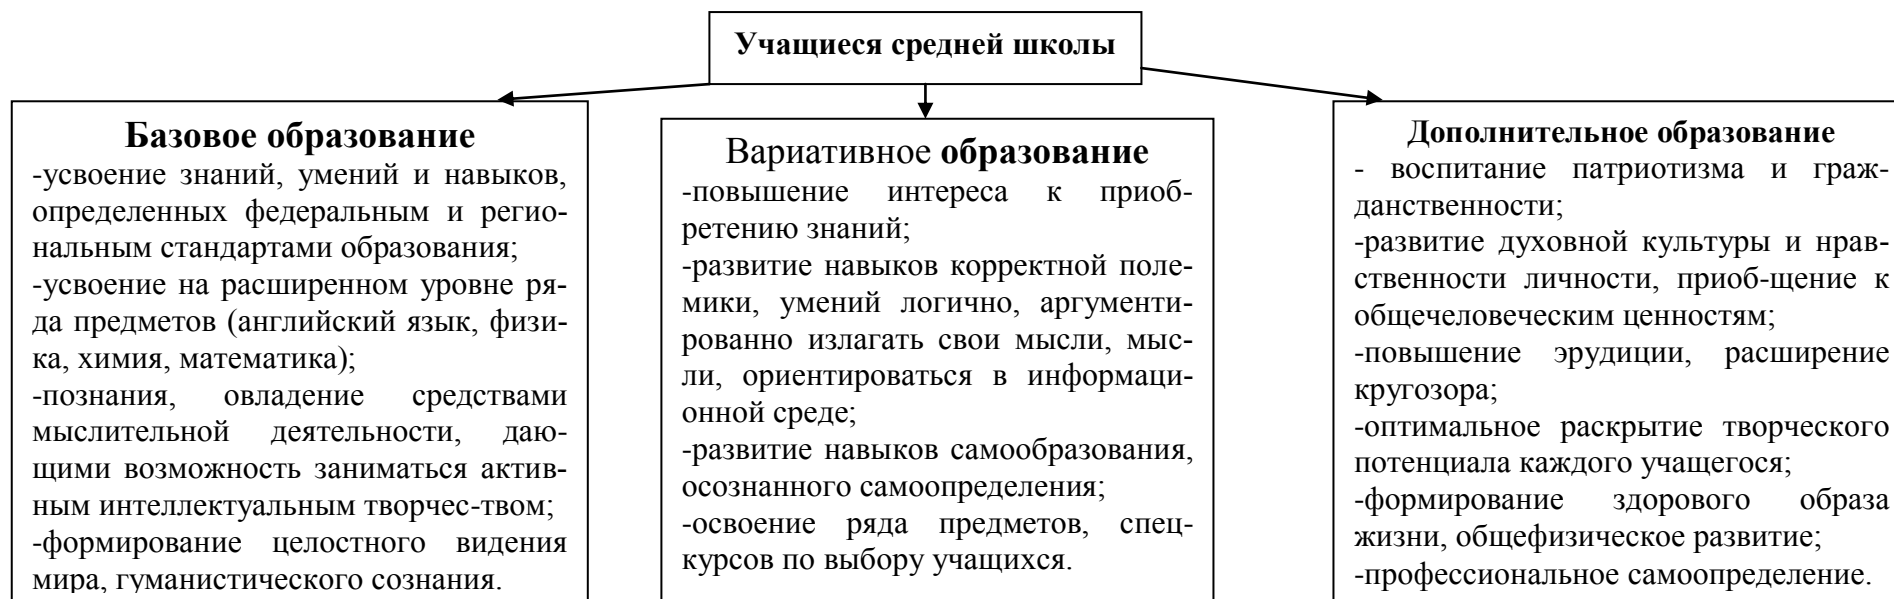 Учащиеся средней школы
Базовое образование
-усвоение знаний, умений и навыков,
определенных федеральным и регио-
нальным стандартами образования;
-усвоение на расширенном уровне ря-
да предметов (английский язык, физи-
ка, химия, математика);
-познания, овладение средствами
мыслительной деятельности, даю-
щими возможность заниматься актив-
ным интеллектуальным творчес-твом;
-формирование целостного видения
мира, гуманистического сознания.
Вариативное образование
-повышение интереса к приоб-
ретению знаний;
-развитие навыков корректной поле-
мики, умений логично, аргументи-
рованно излагать свои мысли, мыс-
ли, ориентироваться в информаци-
онной среде;
-развитие навыков самообразования,
осознанного самоопределения;
-освоение ряда предметов, спец-
курсов по выбору учащихся.
Дополнительное образование
- воспитание патриотизма и граж-
данственности;
-развитие духовной культуры и нрав-
ственности личности, приоб-щение к
общечеловеческим ценностям;
-повышение эрудиции, расширение
кругозора;
-оптимальное раскрытие творческого
потенциала каждого учащегося;
-формирование здорового образа
жизни, общефизическое развитие;
-профессиональное самоопределение.